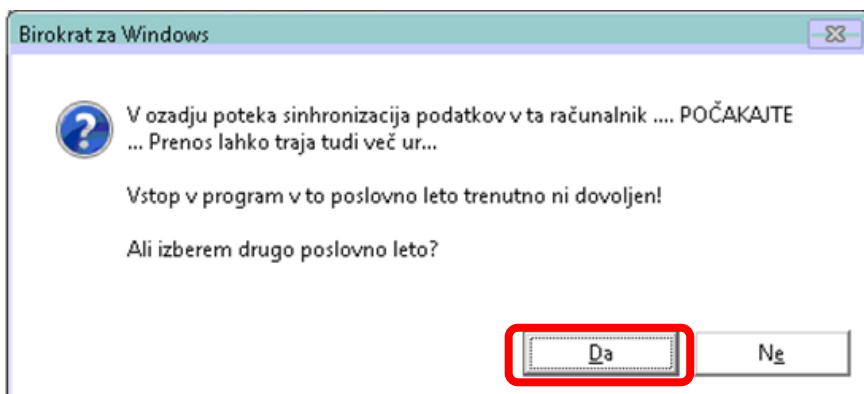 Birokrat za Windows
V ozadju poteka sinhronizacija podatkov v ta računalnik .... POČAKAJTE
... Prenos lahko traja tudi več ur...
Vstop v program v to poslovno leto trenutno ni dovoljen!
Ali izberem drugo poslovno leto?
Da
Ne